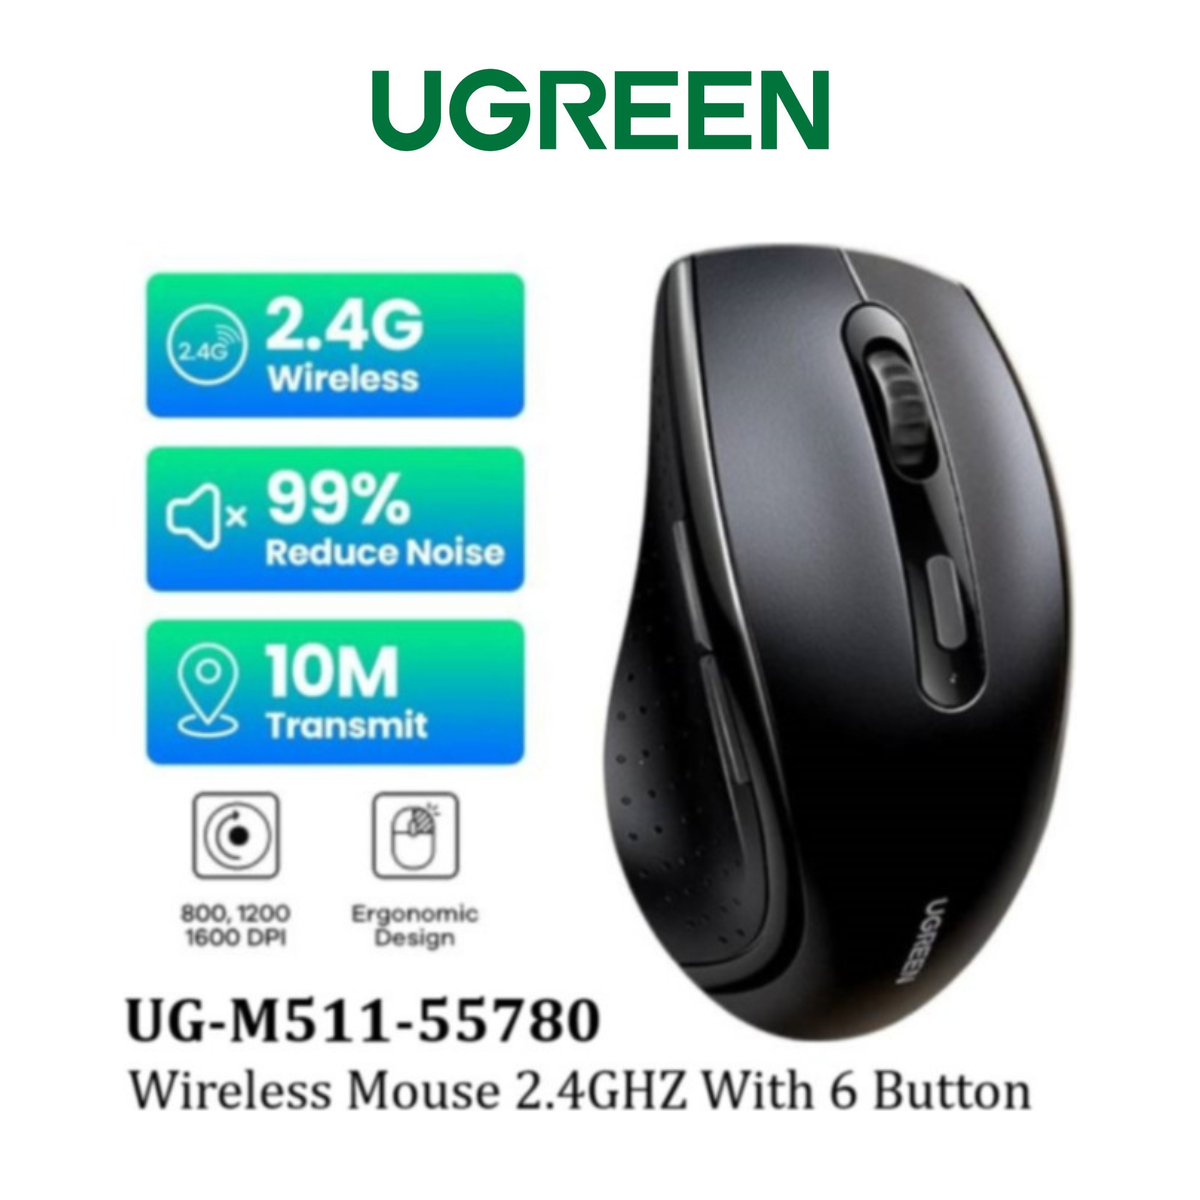 UGREEN
2.4G
2.4G
Wireless
99%
Reduce Noise
10M
Transmit
800, 1200
1600 DPI
Ergonomic
Design
UGREEN
UG-M511-55780
Wireless Mouse 2.4GHZ With 6 Button